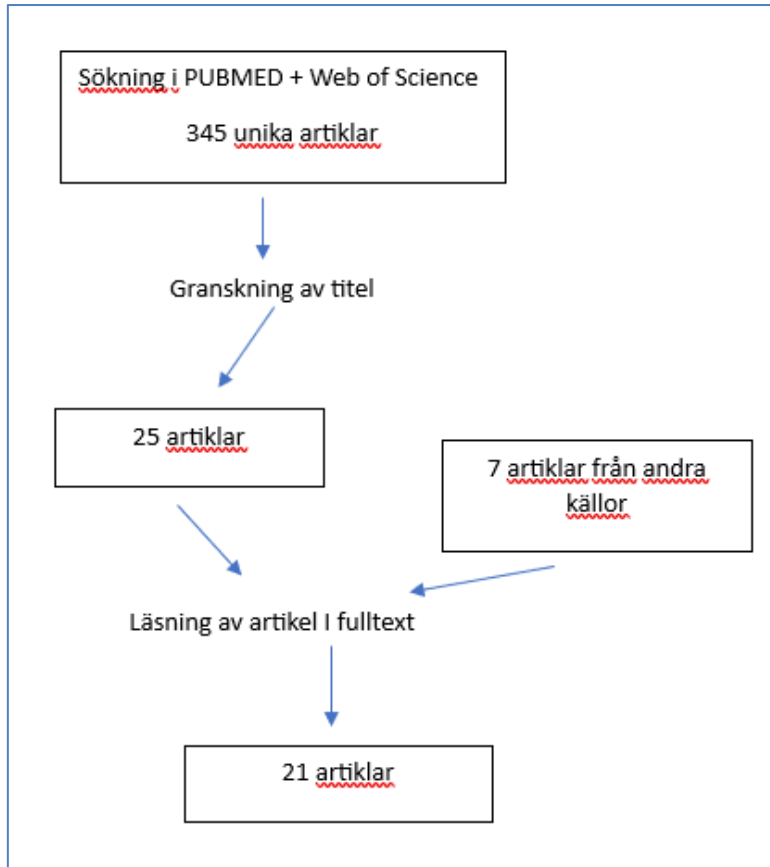 Sökning i PUBMED + Web of Science
345 unika artiklar
Granskning av titel
25 artiklar
7 artiklar från andra
källor
Läsning av artikel I fulltext
21 artiklar